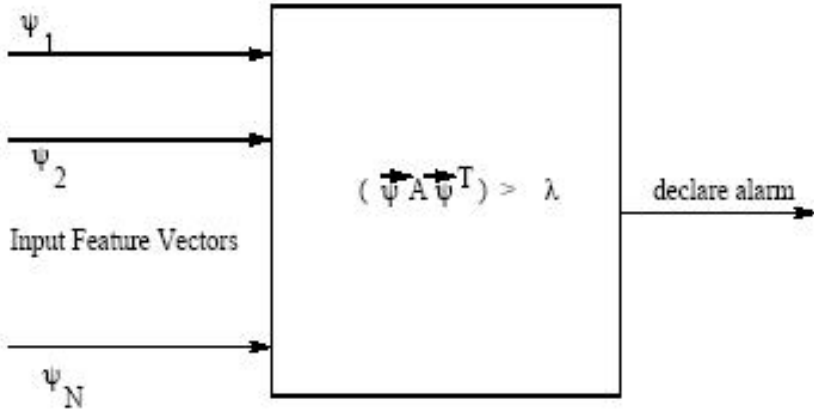 ψ1
ψ2
( ψ⃗ A ψ⃗ᵀ ) > λ
declare alarm
Input Feature Vectors
ψN